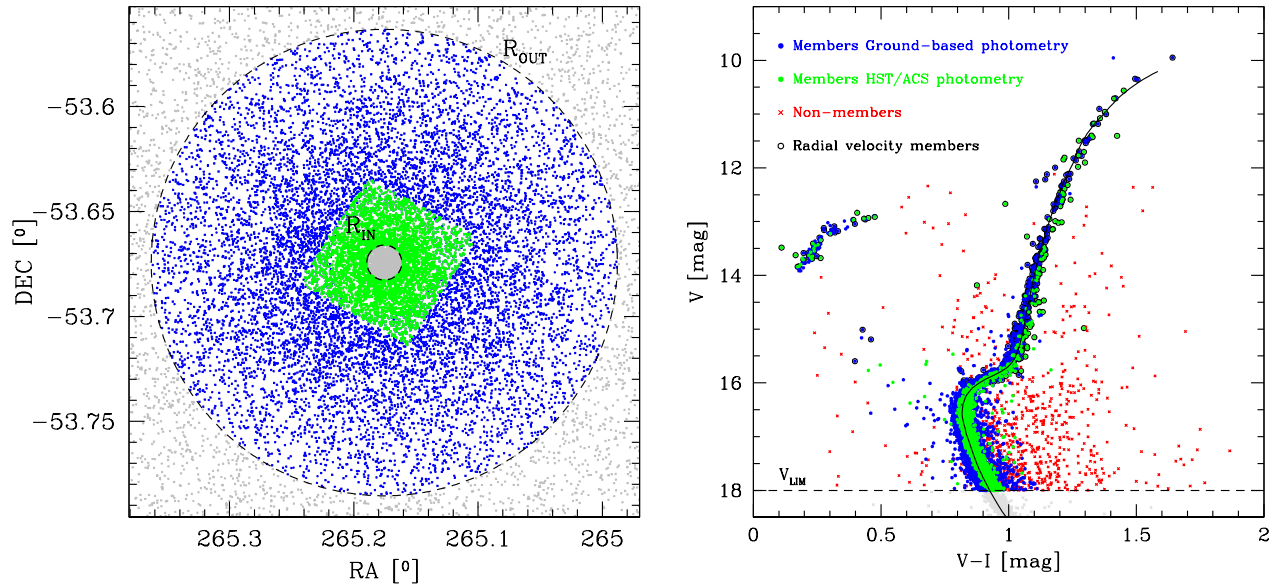 R_OUT
R_IN
−53.6
−53.65
−53.7
−53.75
DEC [°]
265.3
265.2
265.1
265
RA [°]
Members Ground-based photometry
Members HST/ACS photometry
Non-members
Radial velocity members
V_LIM
10
12
14
16
18
V [mag]
0
0.5
1
1.5
2
V−I [mag]